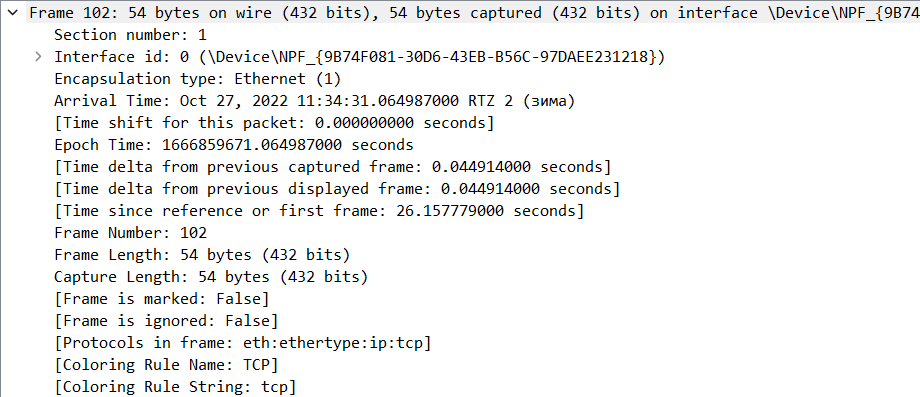 Frame 102: 54 bytes on wire (432 bits), 54 bytes captured (432 bits) on interface \Device\NPF_{9B74
Section number: 1
Interface id: 0 (\Device\NPF_{9B74F081-30D6-43EB-B56C-97DAEE231218})
Encapsulation type: Ethernet (1)
Arrival Time: Oct 27, 2022 11:34:31.064987000 RTZ 2 (зима)
[Time shift for this packet: 0.000000000 seconds]
Epoch Time: 1666859671.064987000 seconds
[Time delta from previous captured frame: 0.044914000 seconds]
[Time delta from previous displayed frame: 0.044914000 seconds]
[Time since reference or first frame: 26.157779000 seconds]
Frame Number: 102
Frame Length: 54 bytes (432 bits)
Capture Length: 54 bytes (432 bits)
[Frame is marked: False]
[Frame is ignored: False]
[Protocols in frame: eth:ethertype:ip:tcp]
[Coloring Rule Name: TCP]
[Coloring Rule String: tcp]